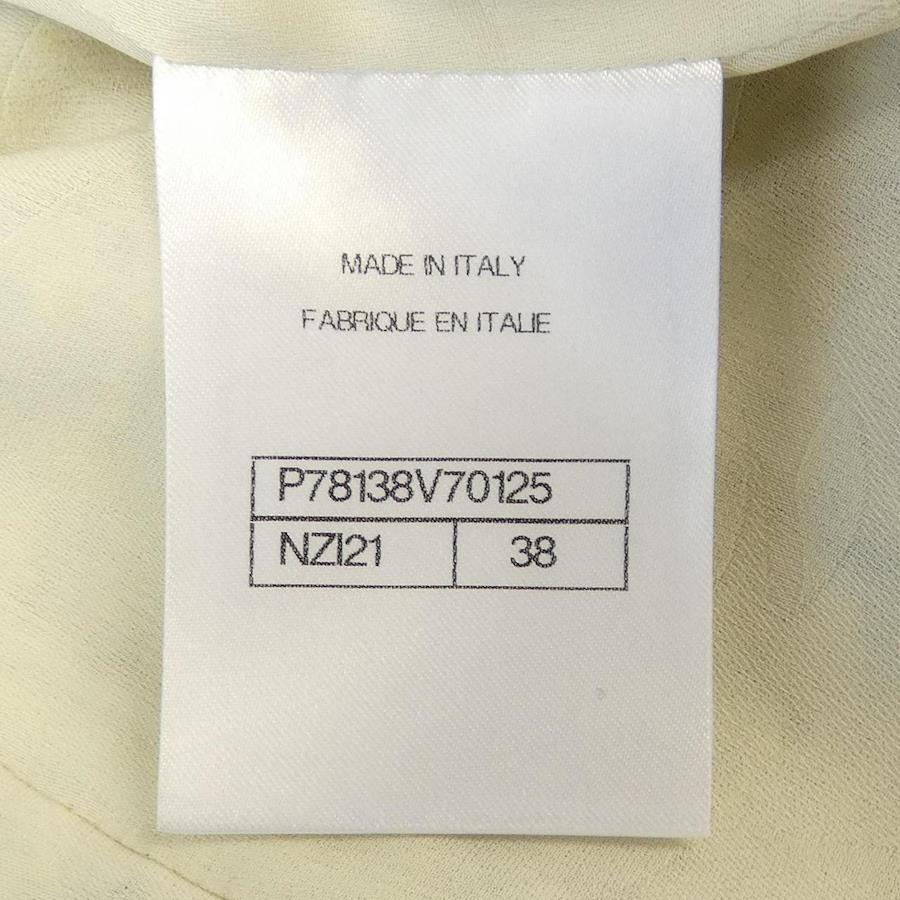 MADE IN ITALY
FABRIQUE EN ITALIE
P78138V70125
NZI21 38